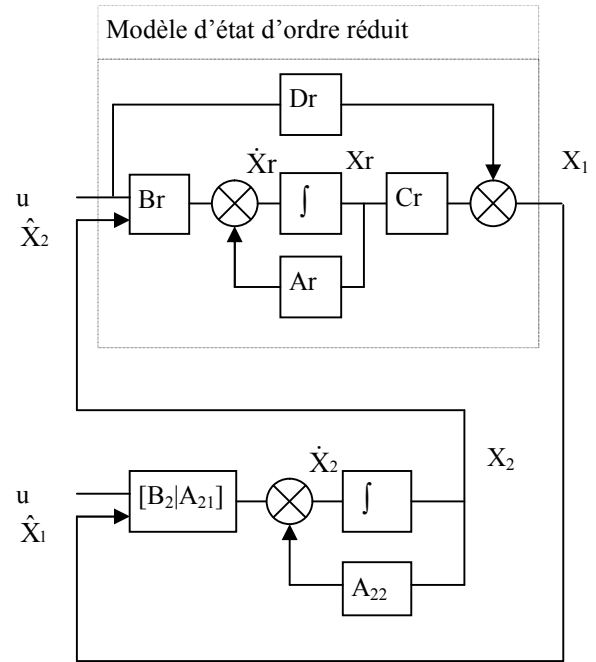 Modèle d’état d’ordre réduit
Dr
Ẋr
Xr
X₁
u
Br
∫
Cr
X̂₂
Ar
Ẋ₂
X₂
u
[B₂|A₂₁]
∫
X̂₁
A₂₂